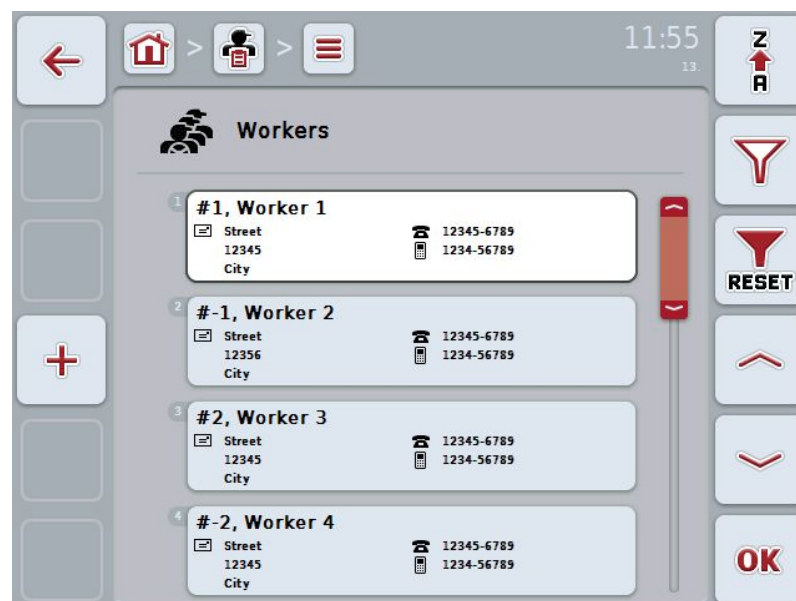 11:55
13.
Z
A
Workers
1
#1, Worker 1
Street
12345-6789
12345
1234-56789
City
RESET
2
#-1, Worker 2
Street
12345-6789
12356
1234-56789
City
3
#2, Worker 3
Street
12345-6789
12345
1234-56789
City
4
#-2, Worker 4
Street
12345-6789
12345
1234-56789
City
OK